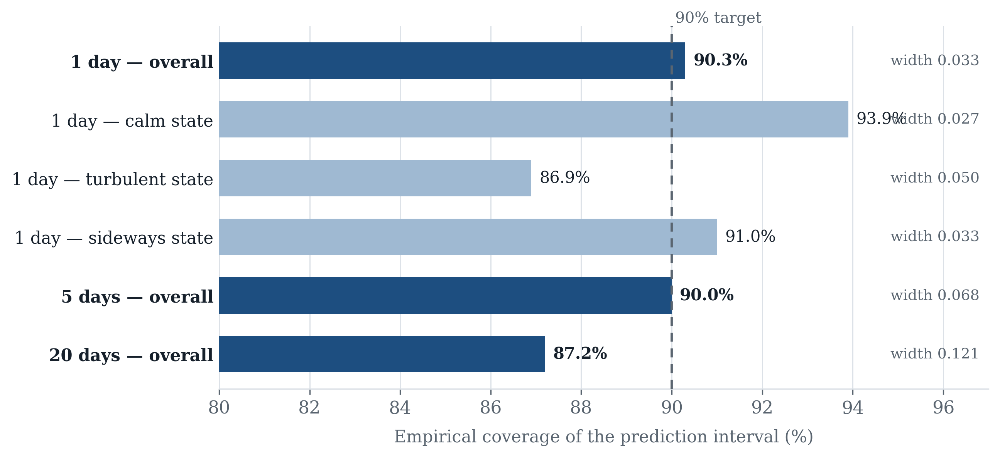 90% target
1 day — overall 90.3% width 0.033
1 day — calm state 93.9% width 0.027
1 day — turbulent state 86.9% width 0.050
1 day — sideways state 91.0% width 0.033
5 days — overall 90.0% width 0.068
20 days — overall 87.2% width 0.121
80 82 84 86 88 90 92 94 96
Empirical coverage of the prediction interval (%)